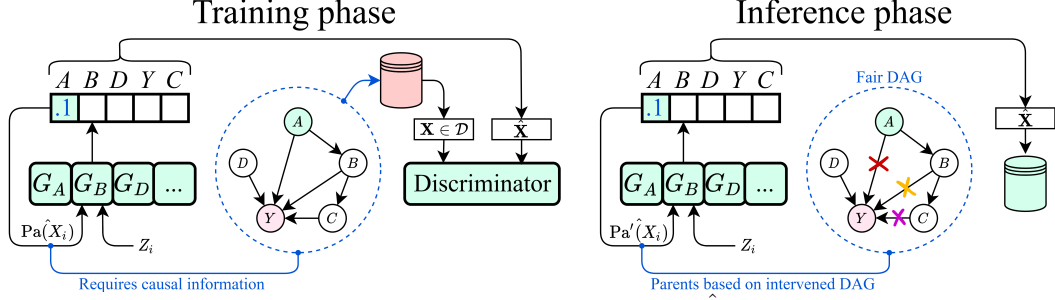 Training phase
A B D Y C
.1
G_A G_B G_D ...
Pa(X̂_i)
Z_i
Requires causal information
A
D
B
Y
C
X ∈ 𝒟
X̂
Discriminator
Inference phase
A B D Y C
.1
G_A G_B G_D ...
Pa′(X̂_i)
Z_i
Parents based on intervened DAG
Fair DAG
A
D
B
Y
C
X̂